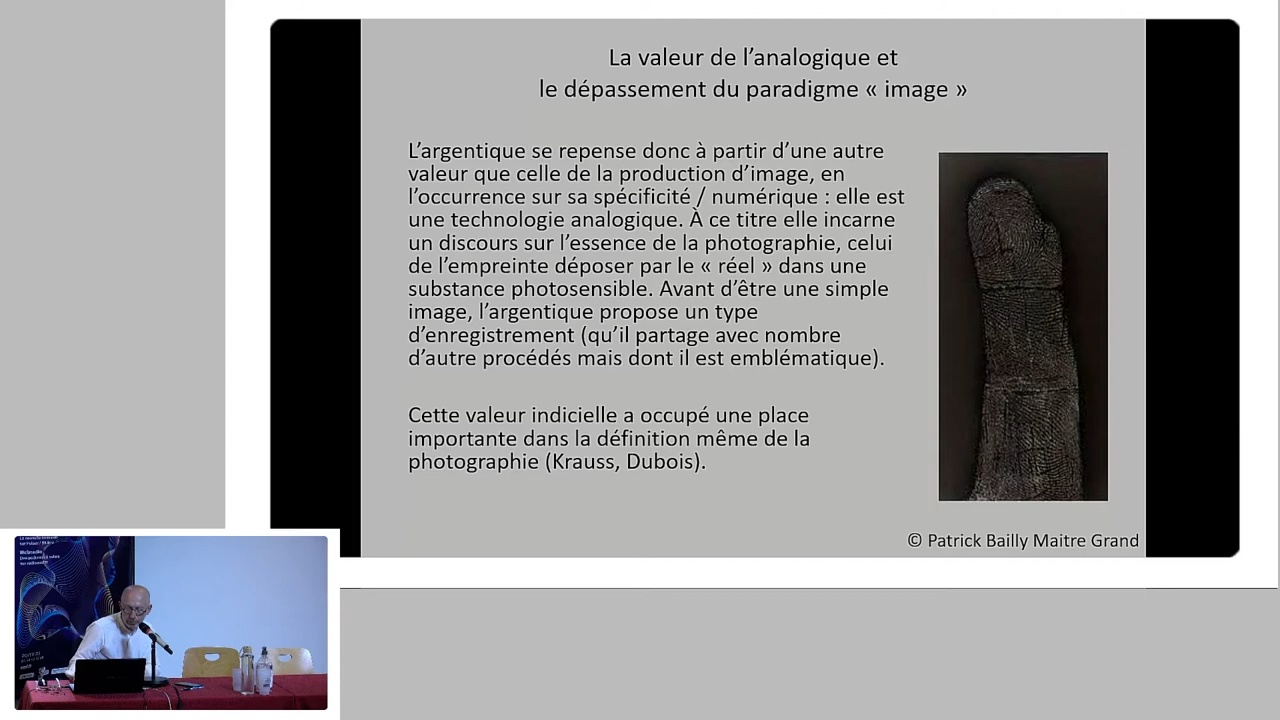 La valeur de l’analogique et
le dépassement du paradigme « image »
L’argentique se repense donc à partir d’une autre
valeur que celle de la production d’image, en
l’occurrence sur sa spécificité / numérique : elle est
une technologie analogique. À ce titre elle incarne
un discours sur l’essence de la photographie, celui
de l’empreinte déposer par le « réel » dans une
substance photosensible. Avant d’être une simple
image, l’argentique propose un type
d’enregistrement (qu’il partage avec nombre
d’autre procédés mais dont il est emblématique).
Cette valeur indicielle a occupé une place
importante dans la définition même de la
photographie (Krauss, Dubois).
© Patrick Bailly Maitre Grand